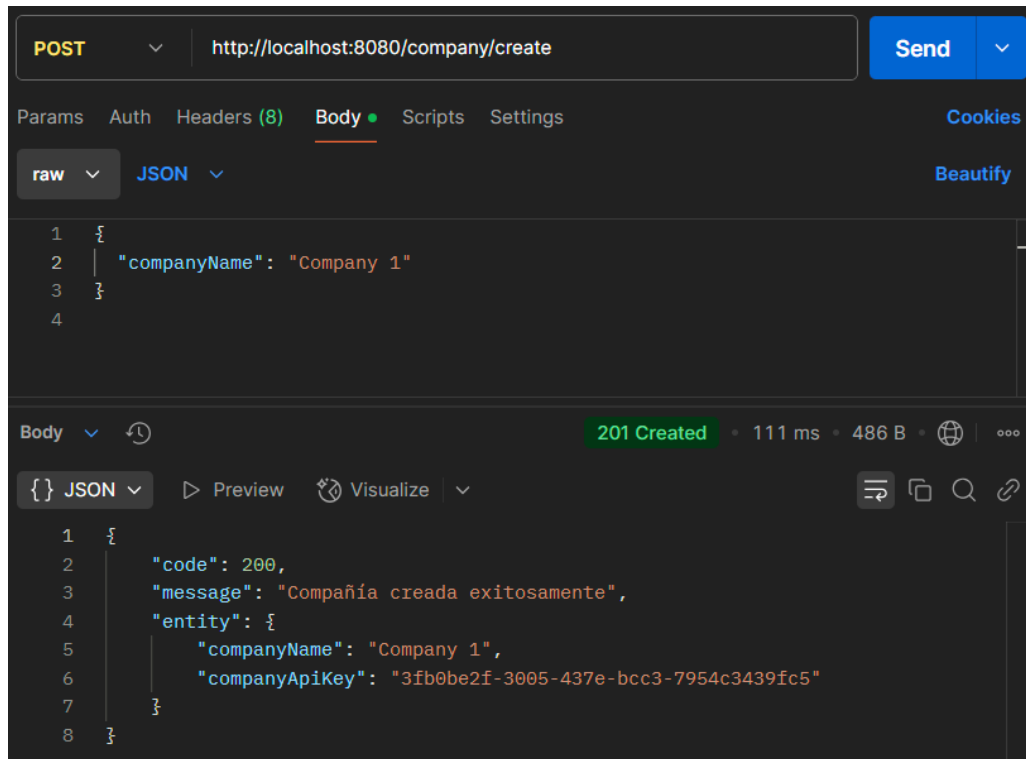 POST http://localhost:8080/company/create Send
Params Auth Headers (8) Body Scripts Settings Cookies
raw JSON Beautify
1 {
2 "companyName": "Company 1"
3 }
4
Body 201 Created • 111 ms • 486 B
{} JSON Preview Visualize
1 {
2 "code": 200,
3 "message": "Compañía creada exitosamente",
4 "entity": {
5 "companyName": "Company 1",
6 "companyApiKey": "3fb0be2f-3005-437e-bcc3-7954c3439fc5"
7 }
8 }